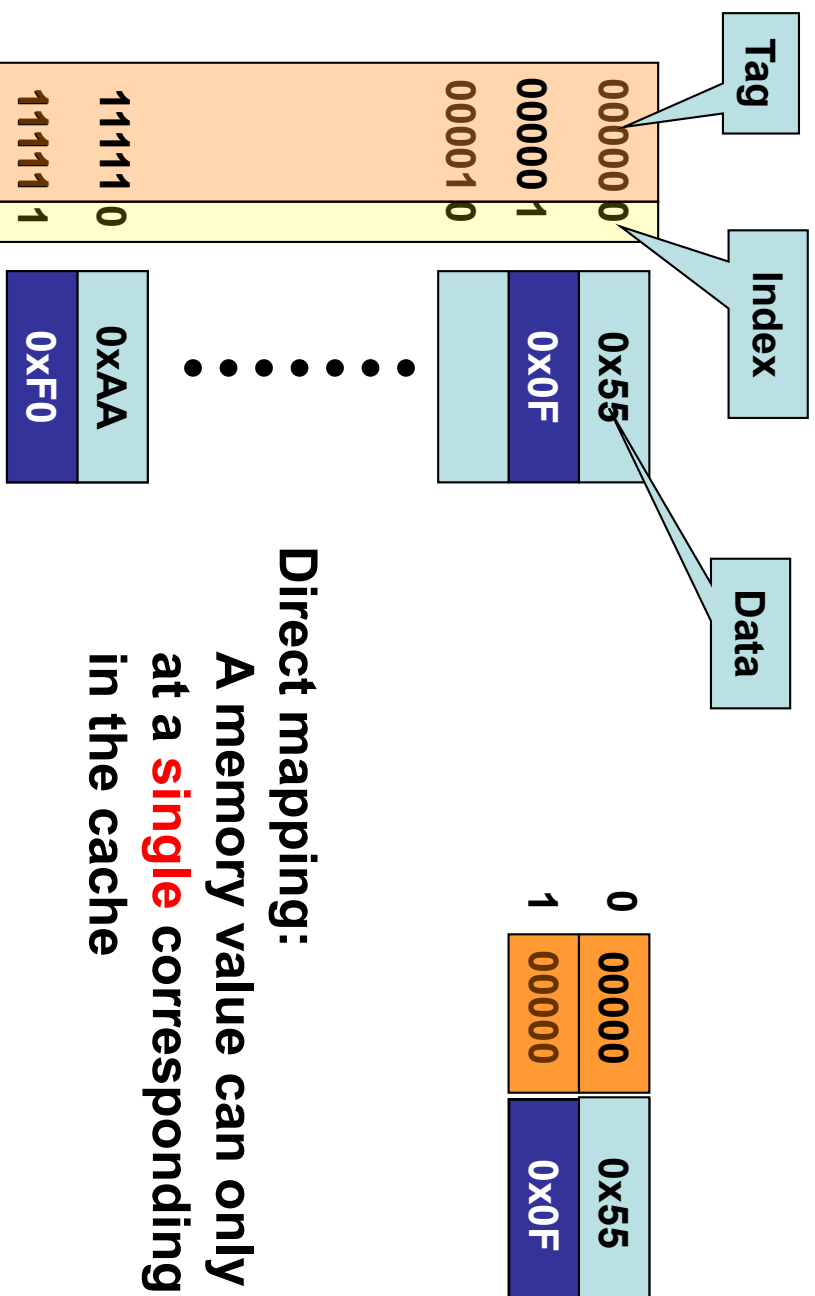 Tag
Index
Data
000000 0x55 0 00000 0x55
000001 0x0F 1 00000 0x0F
000010
111110 0xAA
111111 0xF0
Direct mapping:
A memory value can only
at a single corresponding
in the cache